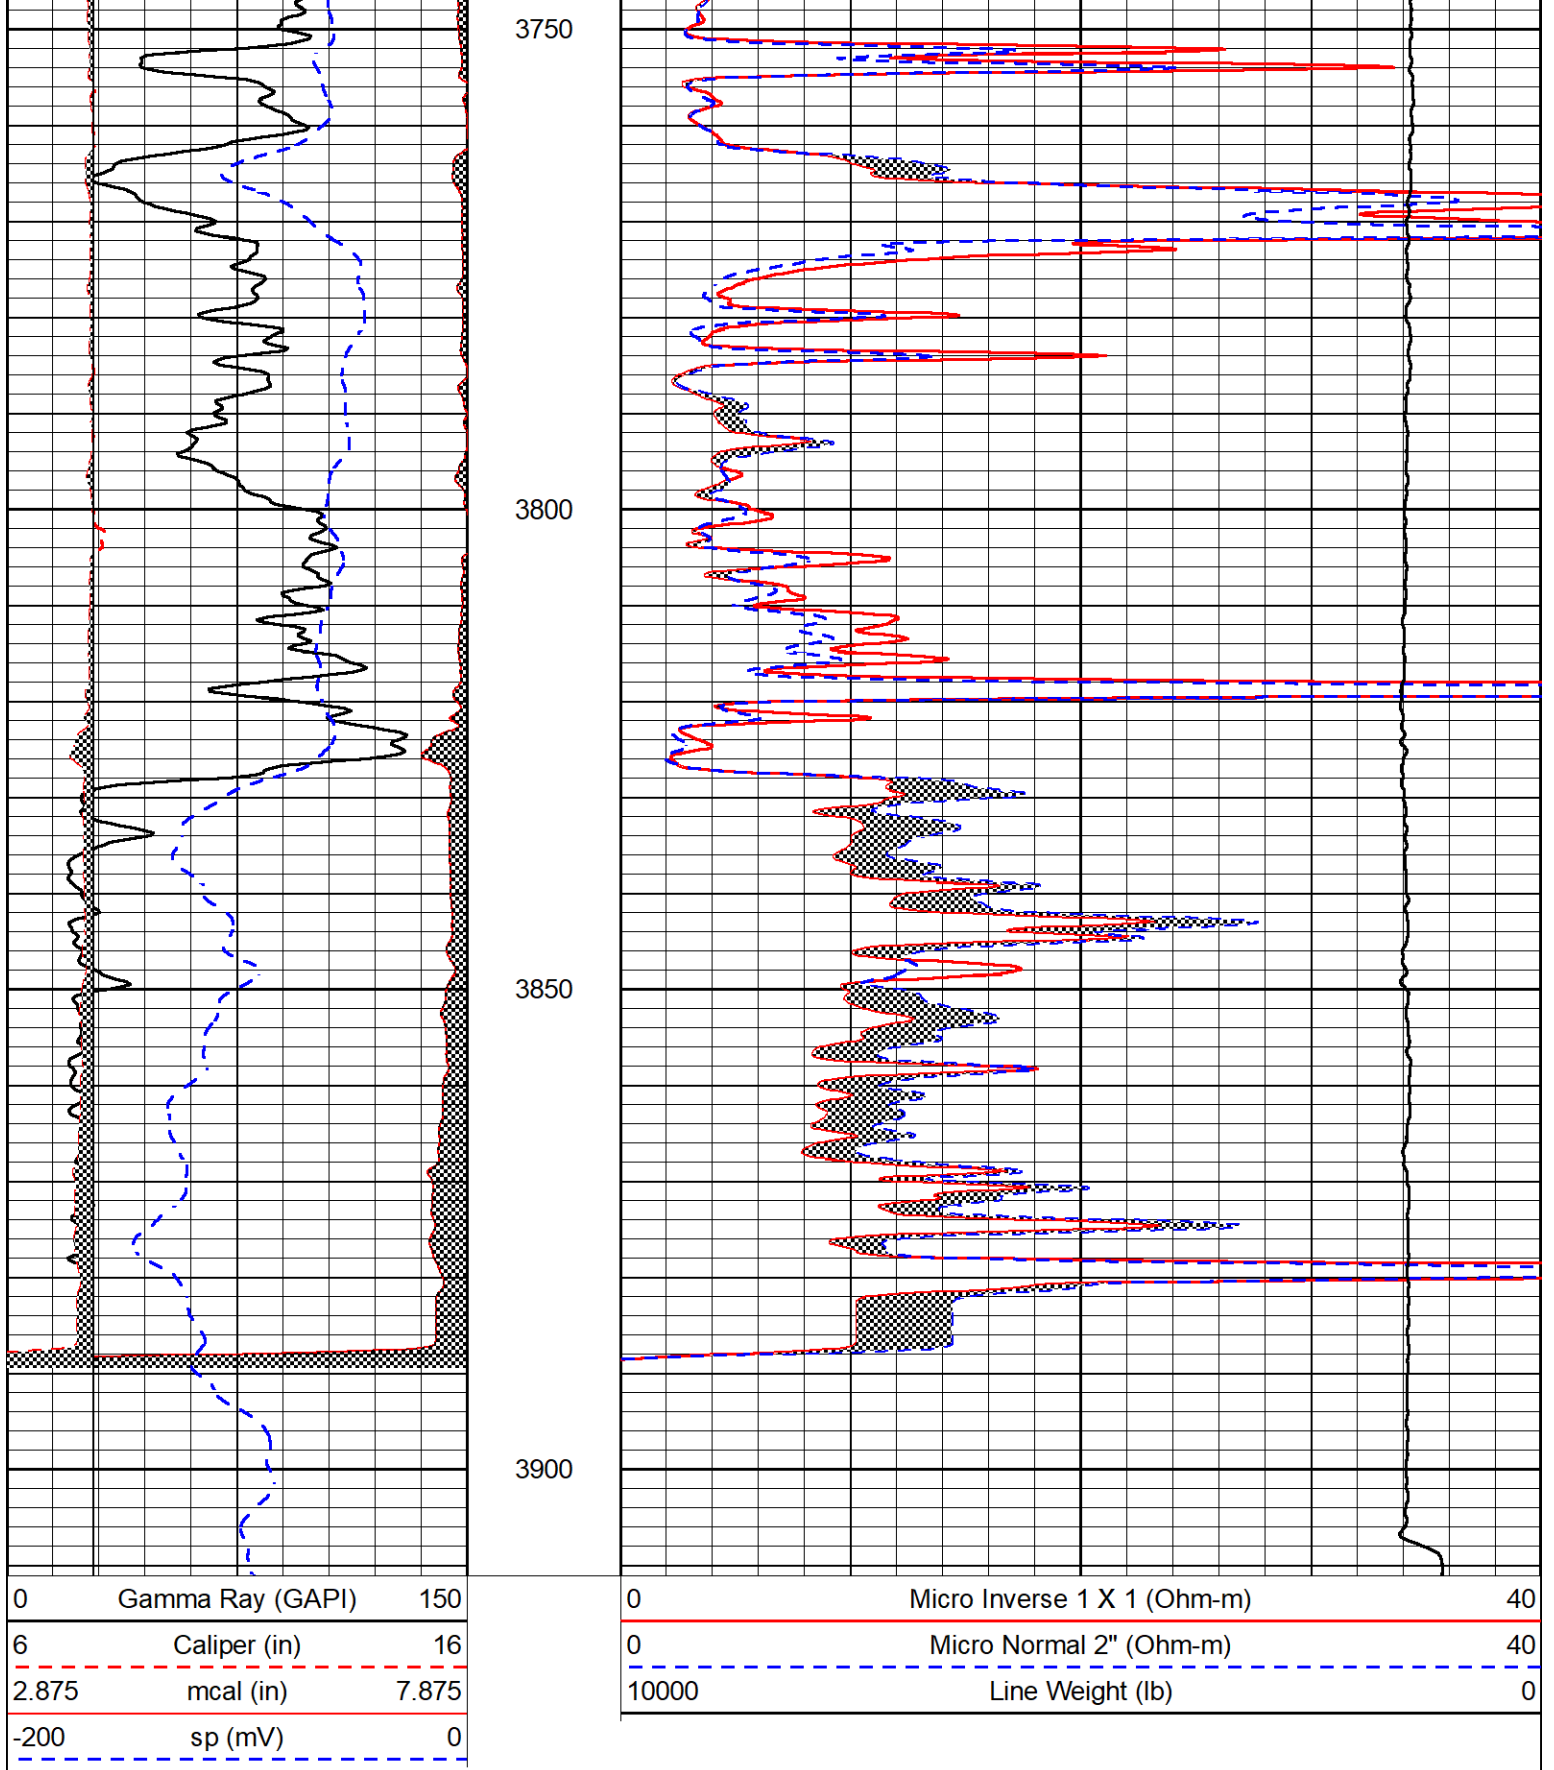 3750
3800
3850
3900
0 Gamma Ray (GAPI) 150
6 Caliper (in) 16
2.875 mcal (in) 7.875
-200 sp (mV) 0
0 Micro Inverse 1 X 1 (Ohm-m) 40
0 Micro Normal 2" (Ohm-m) 40
10000 Line Weight (lb) 0